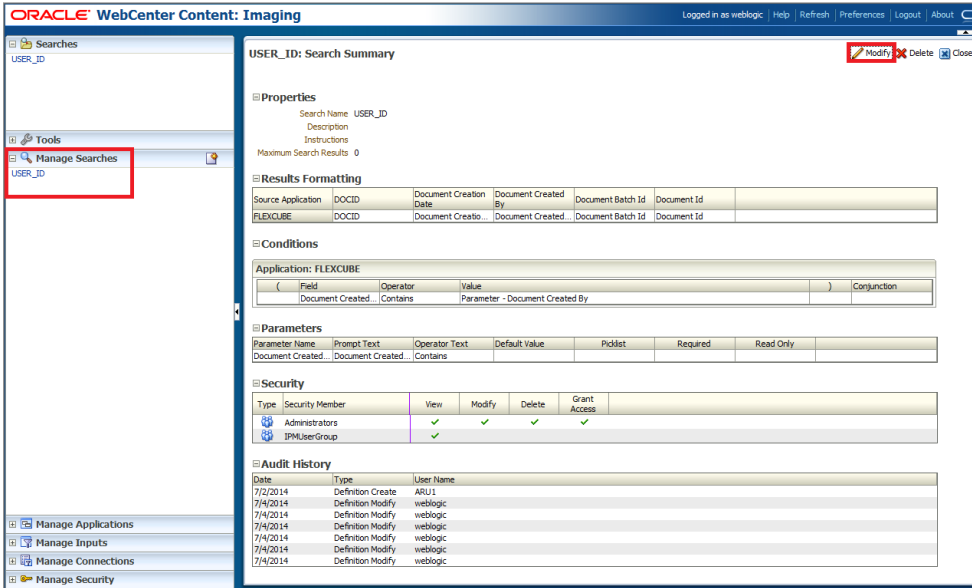 ORACLE WebCenter Content: Imaging
Logged in as weblogic Help Refresh Preferences Logout About
Searches
USER_ID
Tools
Manage Searches
USER_ID
Manage Applications
Manage Inputs
Manage Connections
Manage Security
USER_ID: Search Summary
Modify Delete Close
Properties
Search Name USER_ID
Description
Instructions
Maximum Search Results 0
Results Formatting
Source Application DOCID Document Creation Date Document Created By Document Batch Id Document Id
FLEXCUBE DOCID Document Creatio... Document Created... Document Batch Id Document Id
Conditions
Application: FLEXCUBE
( Field Operator Value ) Conjunction
Document Created... Contains Parameter - Document Created By
Parameters
Parameter Name Prompt Text Operator Text Default Value Picklist Required Read Only
Document Created... Document Created... Contains
Security
Type Security Member View Modify Delete Grant Access
Administrators
IPMUserGroup
Audit History
Date Type User Name
7/2/2014 Definition Create ARU1
7/4/2014 Definition Modify weblogic
7/4/2014 Definition Modify weblogic
7/4/2014 Definition Modify weblogic
7/4/2014 Definition Modify weblogic
7/4/2014 Definition Modify weblogic
7/4/2014 Definition Modify weblogic